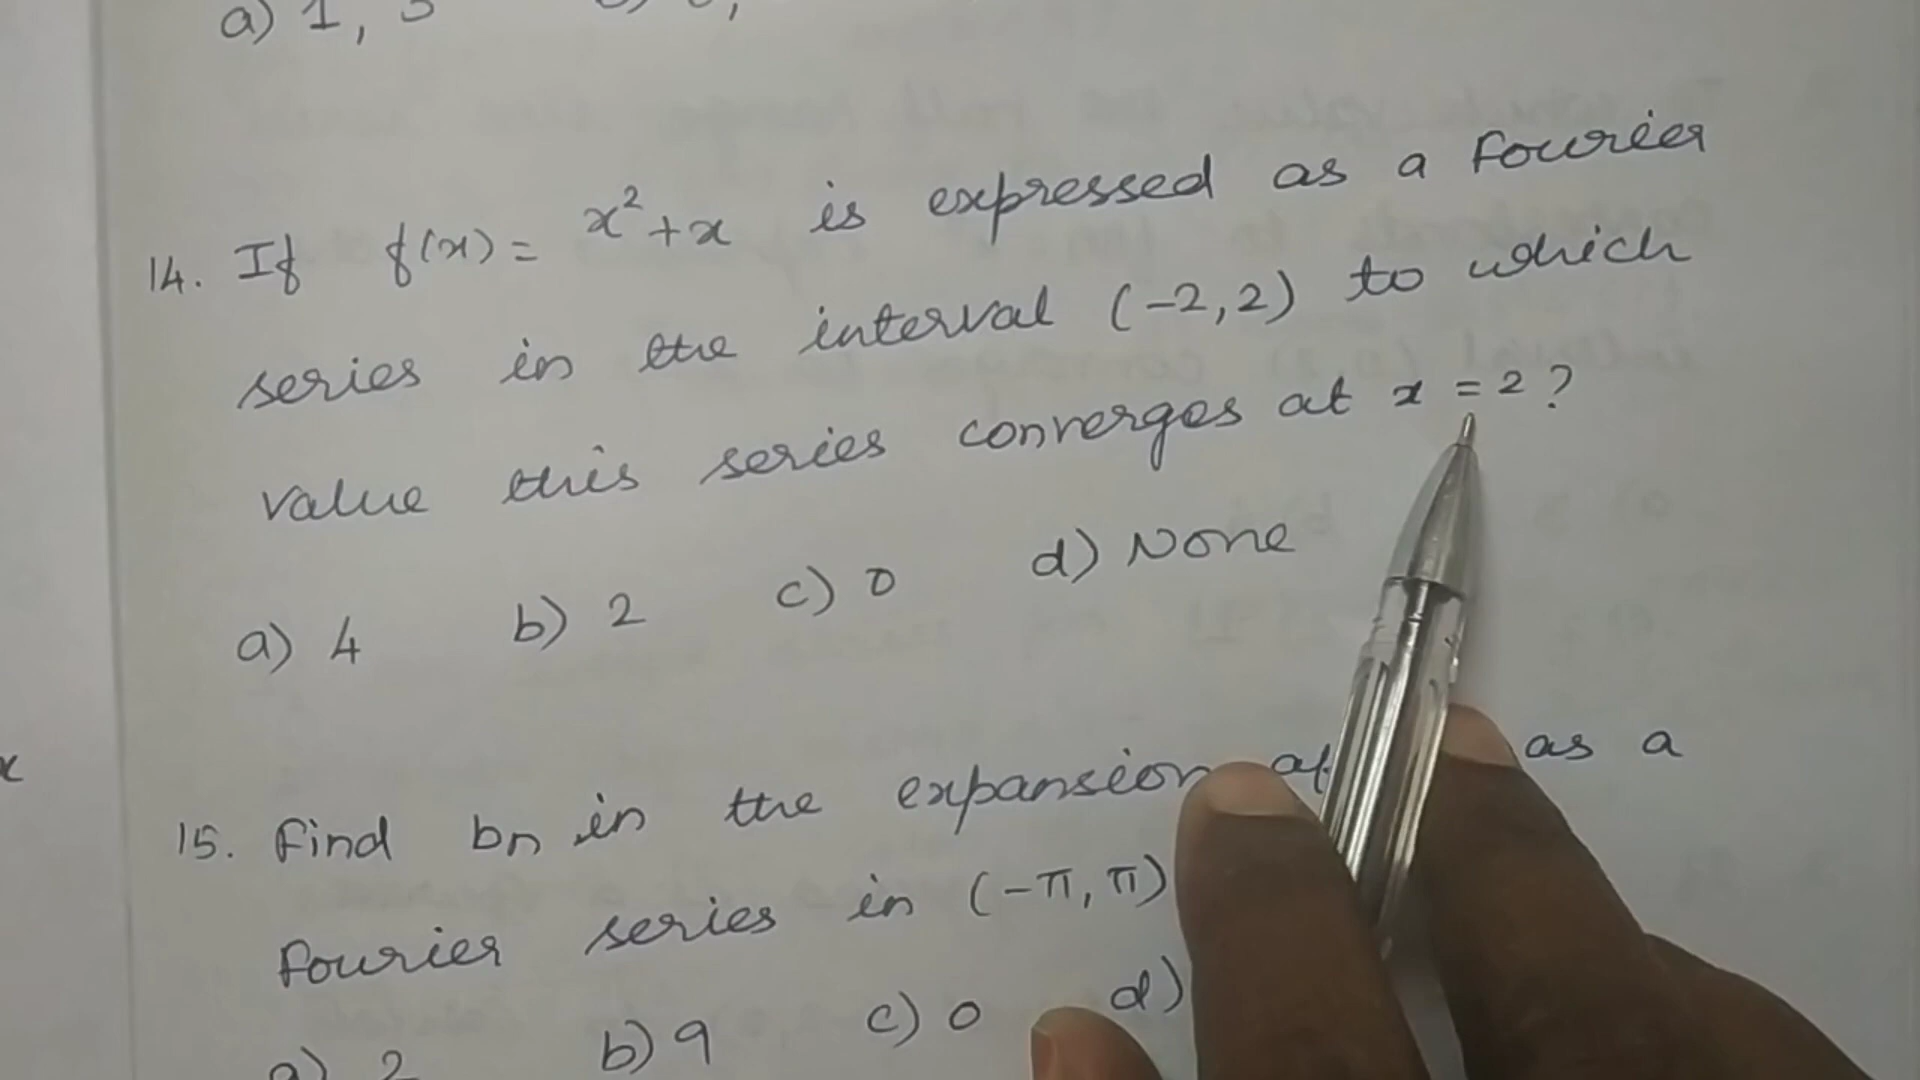 a) 1, 3
14. If f(x) = x²+x is expressed as a Fourier
series in the interval (-2,2) to which
value this series converges at x = 2?
a) 4 b) 2 c) 0 d) None
15. Find bn in the expansion of as a
Fourier series in (-π, π)
a) 2 b) 9 c) 0 d)
x